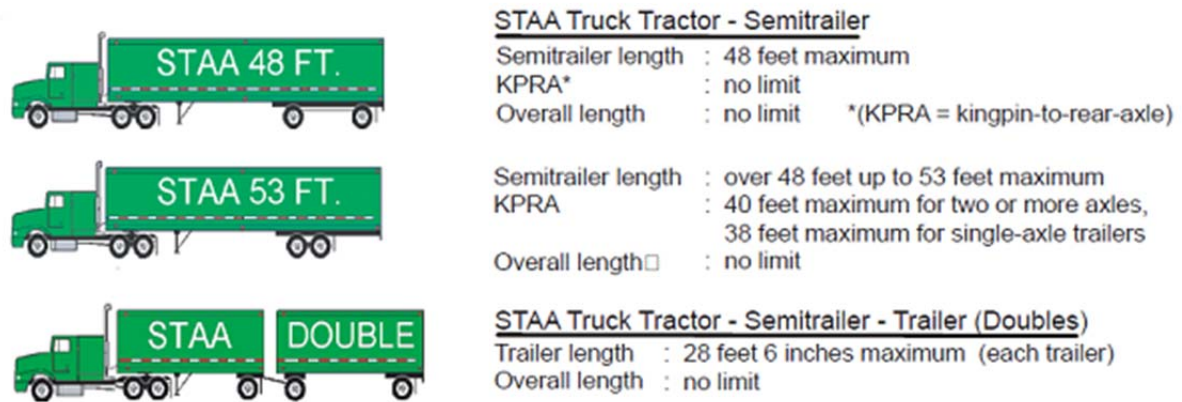 STAA Truck Tractor - Semitrailer
STAA 48 FT.
Semitrailer length : 48 feet maximum
KPRA* : no limit
Overall length : no limit *(KPRA = kingpin-to-rear-axle)
STAA 53 FT.
Semitrailer length : over 48 feet up to 53 feet maximum
KPRA : 40 feet maximum for two or more axles,
38 feet maximum for single-axle trailers
Overall length□ : no limit
STAA DOUBLE
STAA Truck Tractor - Semitrailer - Trailer (Doubles)
Trailer length : 28 feet 6 inches maximum (each trailer)
Overall length : no limit